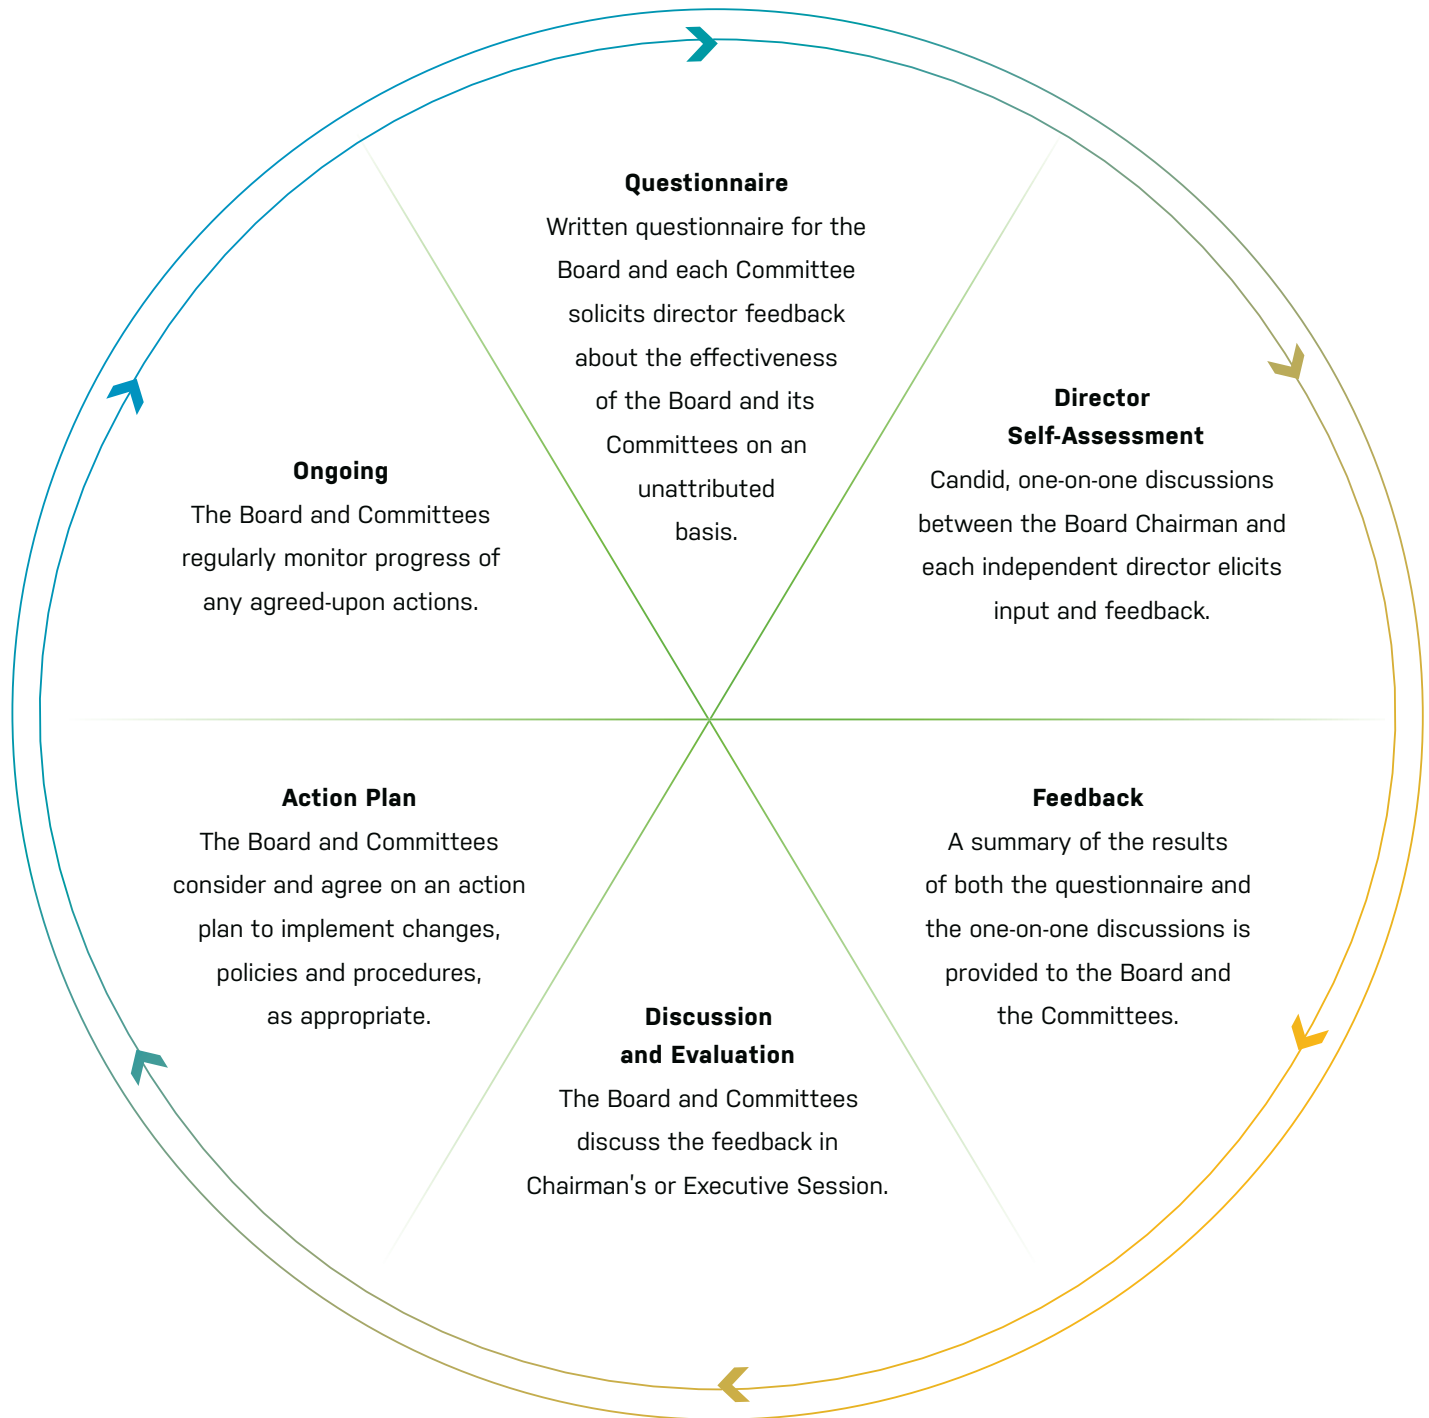 Questionnaire
Written questionnaire for the
Board and each Committee
solicits director feedback
about the effectiveness
of the Board and its
Committees on an
unattributed
basis.
Director
Self-Assessment
Candid, one-on-one discussions
between the Board Chairman and
each independent director elicits
input and feedback.
Feedback
A summary of the results
of both the questionnaire and
the one-on-one discussions is
provided to the Board and
the Committees.
Discussion
and Evaluation
The Board and Committees
discuss the feedback in
Chairman's or Executive Session.
Action Plan
The Board and Committees
consider and agree on an action
plan to implement changes,
policies and procedures,
as appropriate.
Ongoing
The Board and Committees
regularly monitor progress of
any agreed-upon actions.